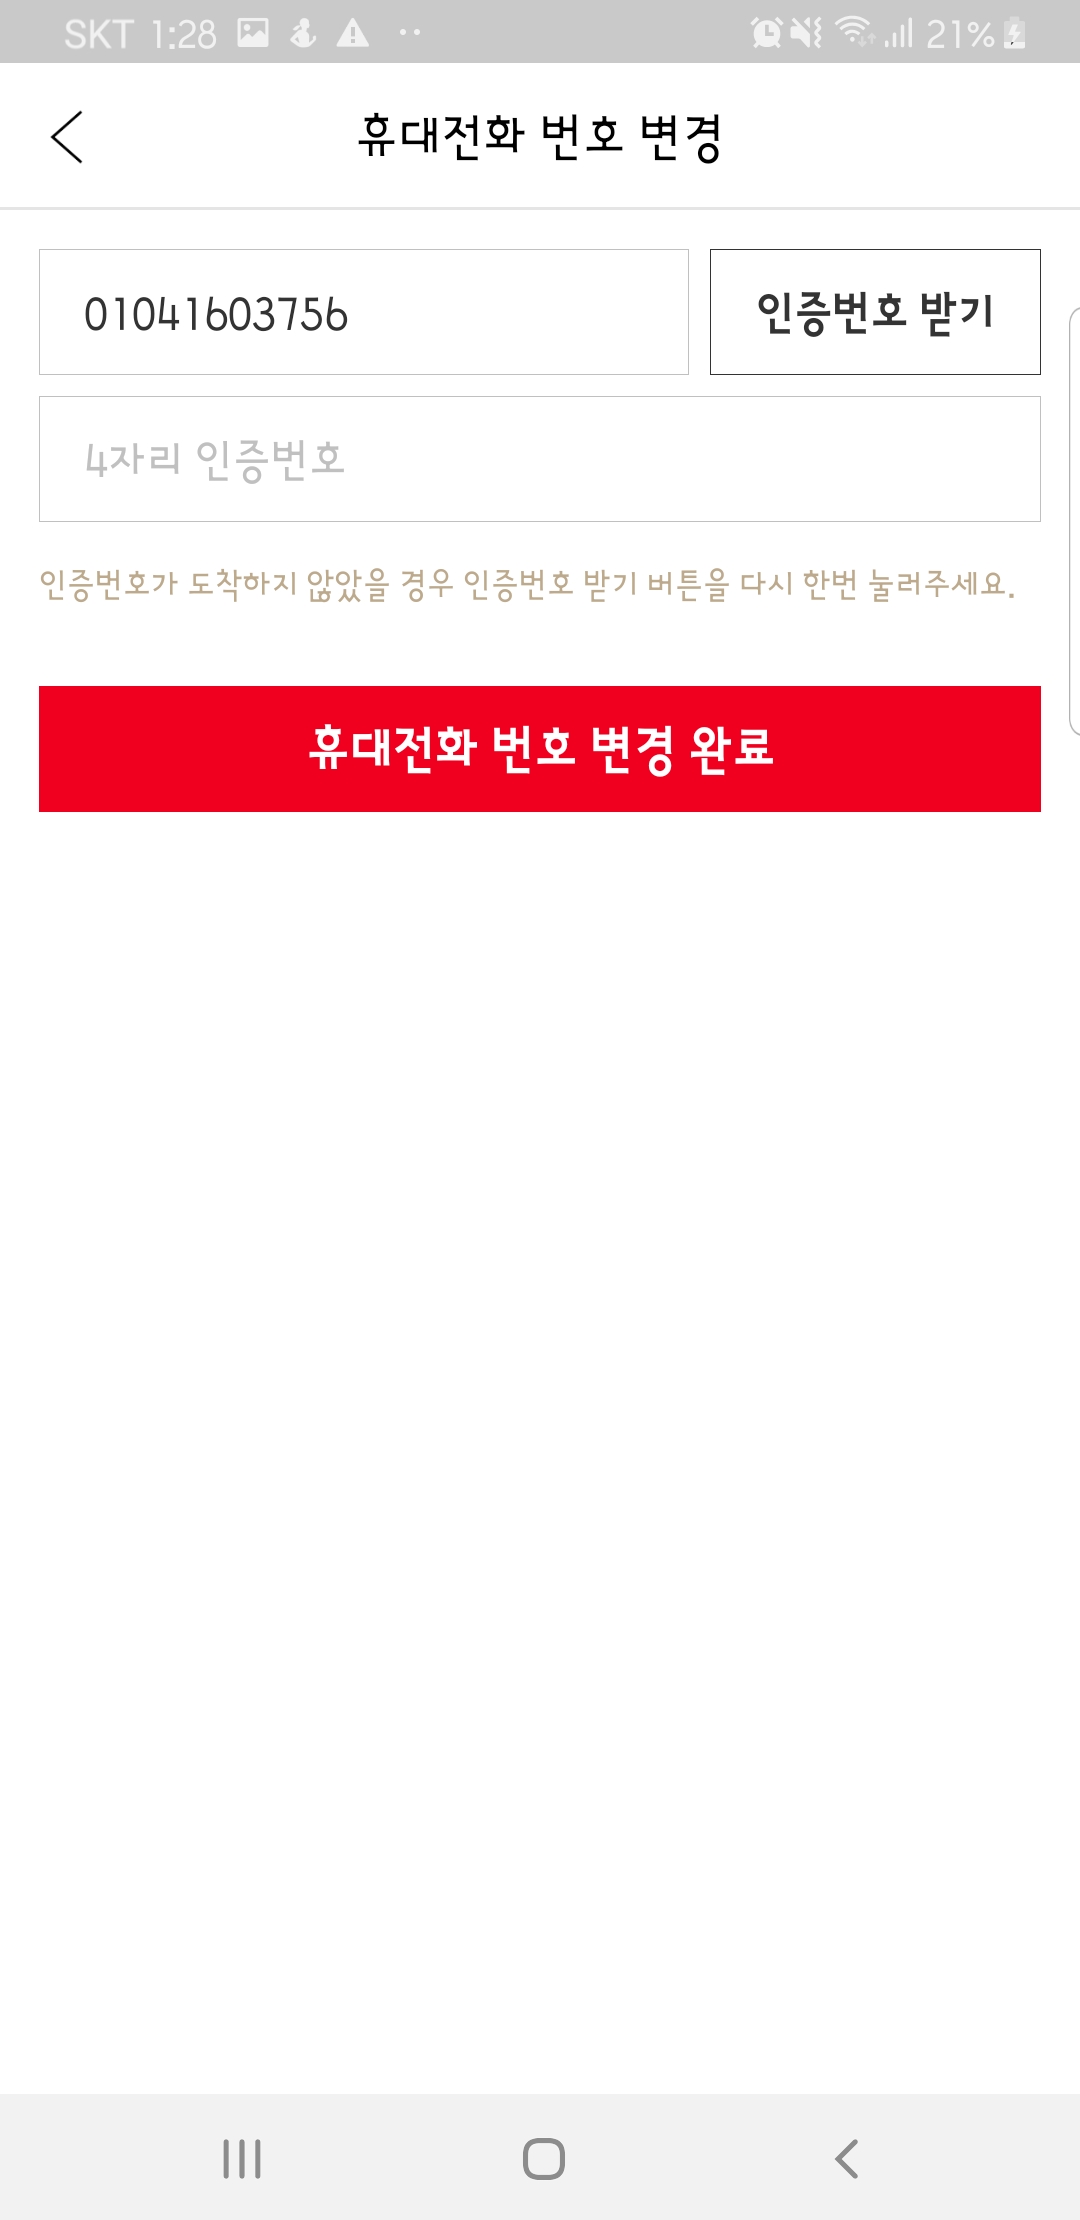 SKT 1:28 21%
휴대전화 번호 변경
01041603756 인증번호 받기
4자리 인증번호
인증번호가 도착하지 않았을 경우 인증번호 받기 버튼을 다시 한번 눌러주세요.
휴대전화 번호 변경 완료